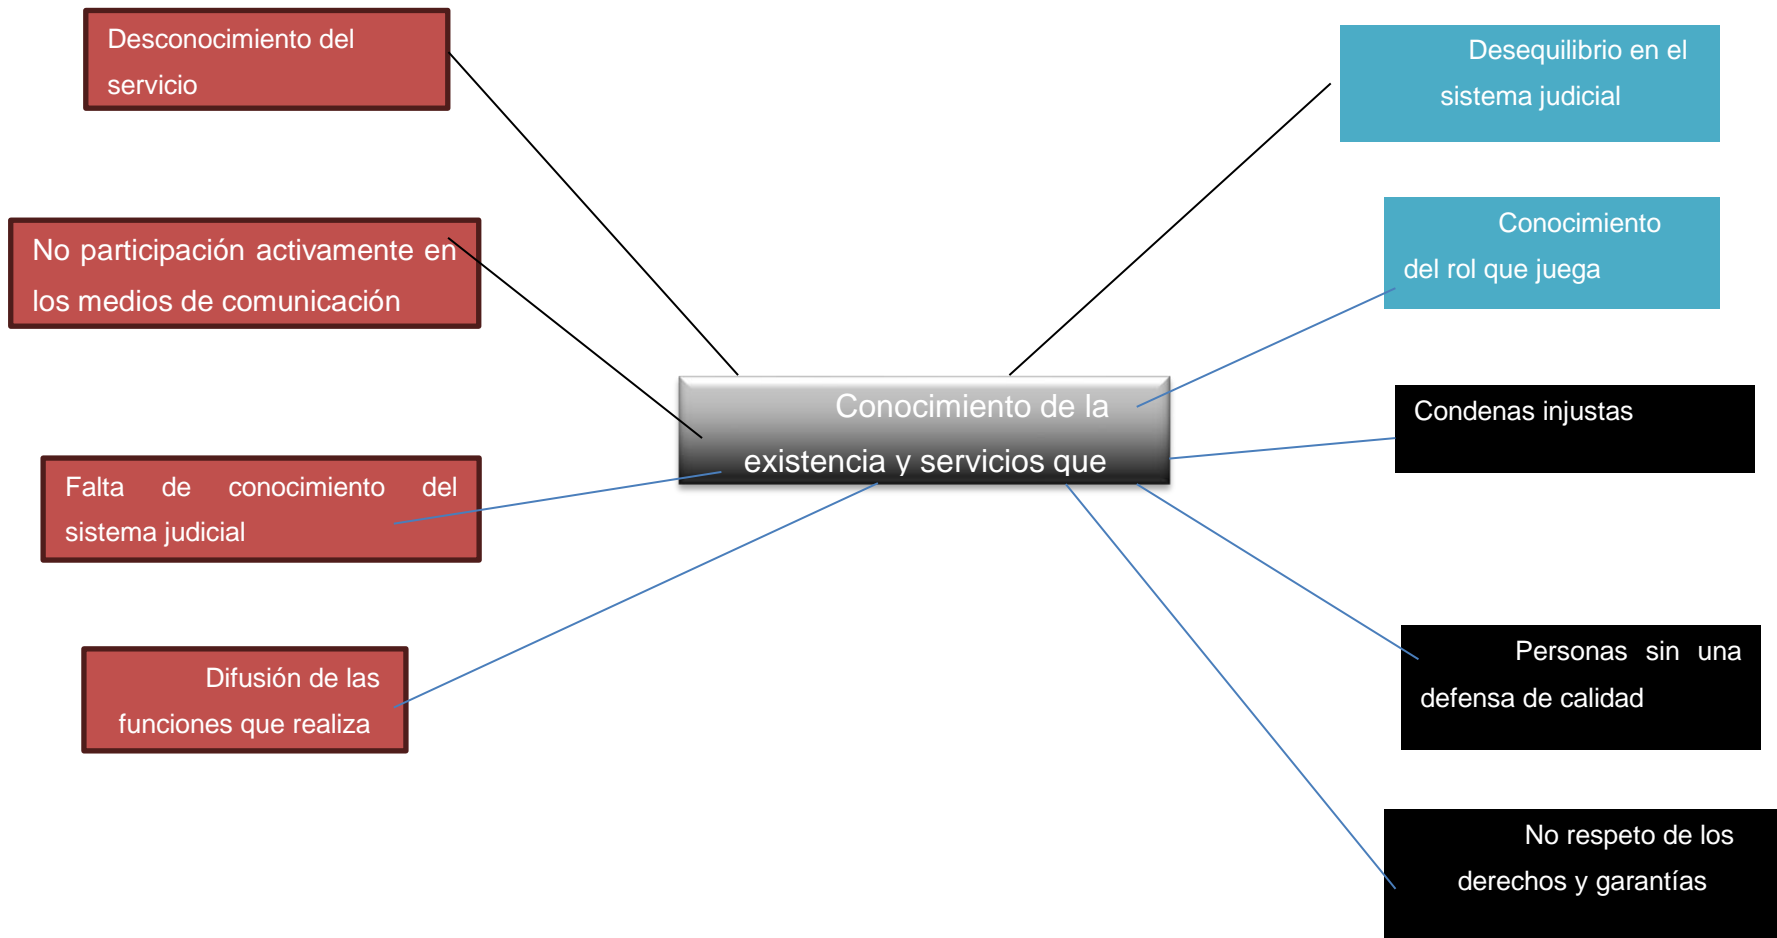 Desconocimiento del
servicio
No participación activamente en
los medios de comunicación
Falta de conocimiento del
sistema judicial
Difusión de las
funciones que realiza
Conocimiento de la
existencia y servicios que
Desequilibrio en el
sistema judicial
Conocimiento
del rol que juega
Condenas injustas
Personas sin una
defensa de calidad
No respeto de los
derechos y garantías